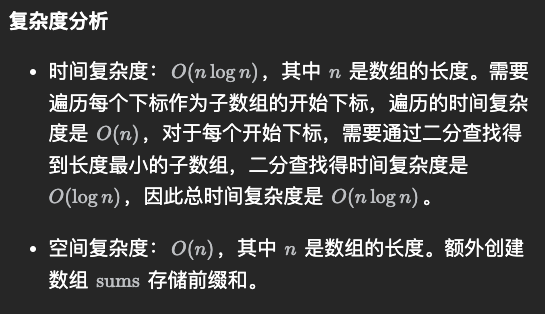 复杂度分析
• 时间复杂度：O(n log n)，其中 n 是数组的长度。需要
遍历每个下标作为子数组的开始下标，遍历的时间复杂
度是 O(n)，对于每个开始下标，需要通过二分查找得
到长度最小的子数组，二分查找得时间复杂度是
O(log n)，因此总时间复杂度是 O(n log n)。
• 空间复杂度：O(n)，其中 n 是数组的长度。额外创建
数组 sums 存储前缀和。